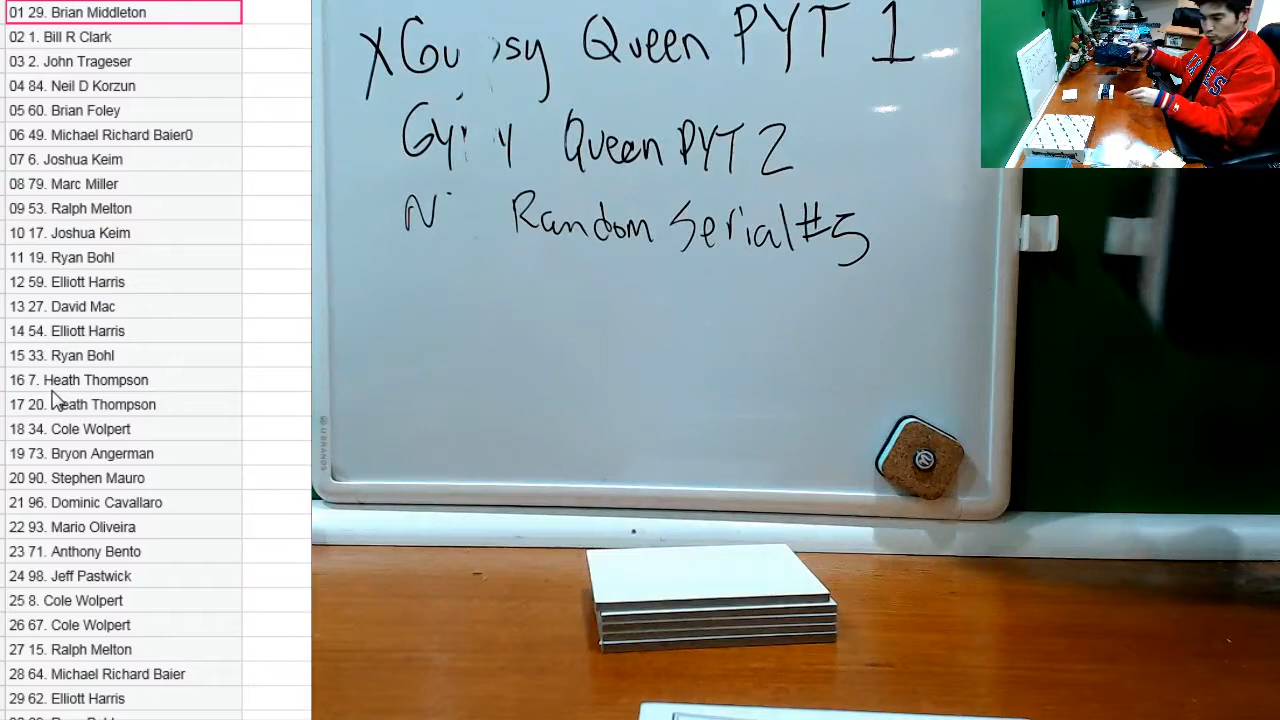 01 29. Brian Middleton
02 1. Bill R Clark
03 2. John Trageser
04 84. Neil D Korzun
05 60. Brian Foley
06 49. Michael Richard Baier0
07 6. Joshua Keim
08 79. Marc Miller
09 53. Ralph Melton
10 17. Joshua Keim
11 19. Ryan Bohl
12 59. Elliott Harris
13 27. David Mac
14 54. Elliott Harris
15 33. Ryan Bohl
16 7. Heath Thompson
17 20. Heath Thompson
18 34. Cole Wolpert
19 73. Bryon Angerman
20 90. Stephen Mauro
21 96. Dominic Cavallaro
22 93. Mario Oliveira
23 71. Anthony Bento
24 98. Jeff Pastwick
25 8. Cole Wolpert
26 67. Cole Wolpert
27 15. Ralph Melton
28 64. Michael Richard Baier
29 62. Elliott Harris
Queen PYT 1
Queen PYT 2
Random Serial #5
U BRANDS